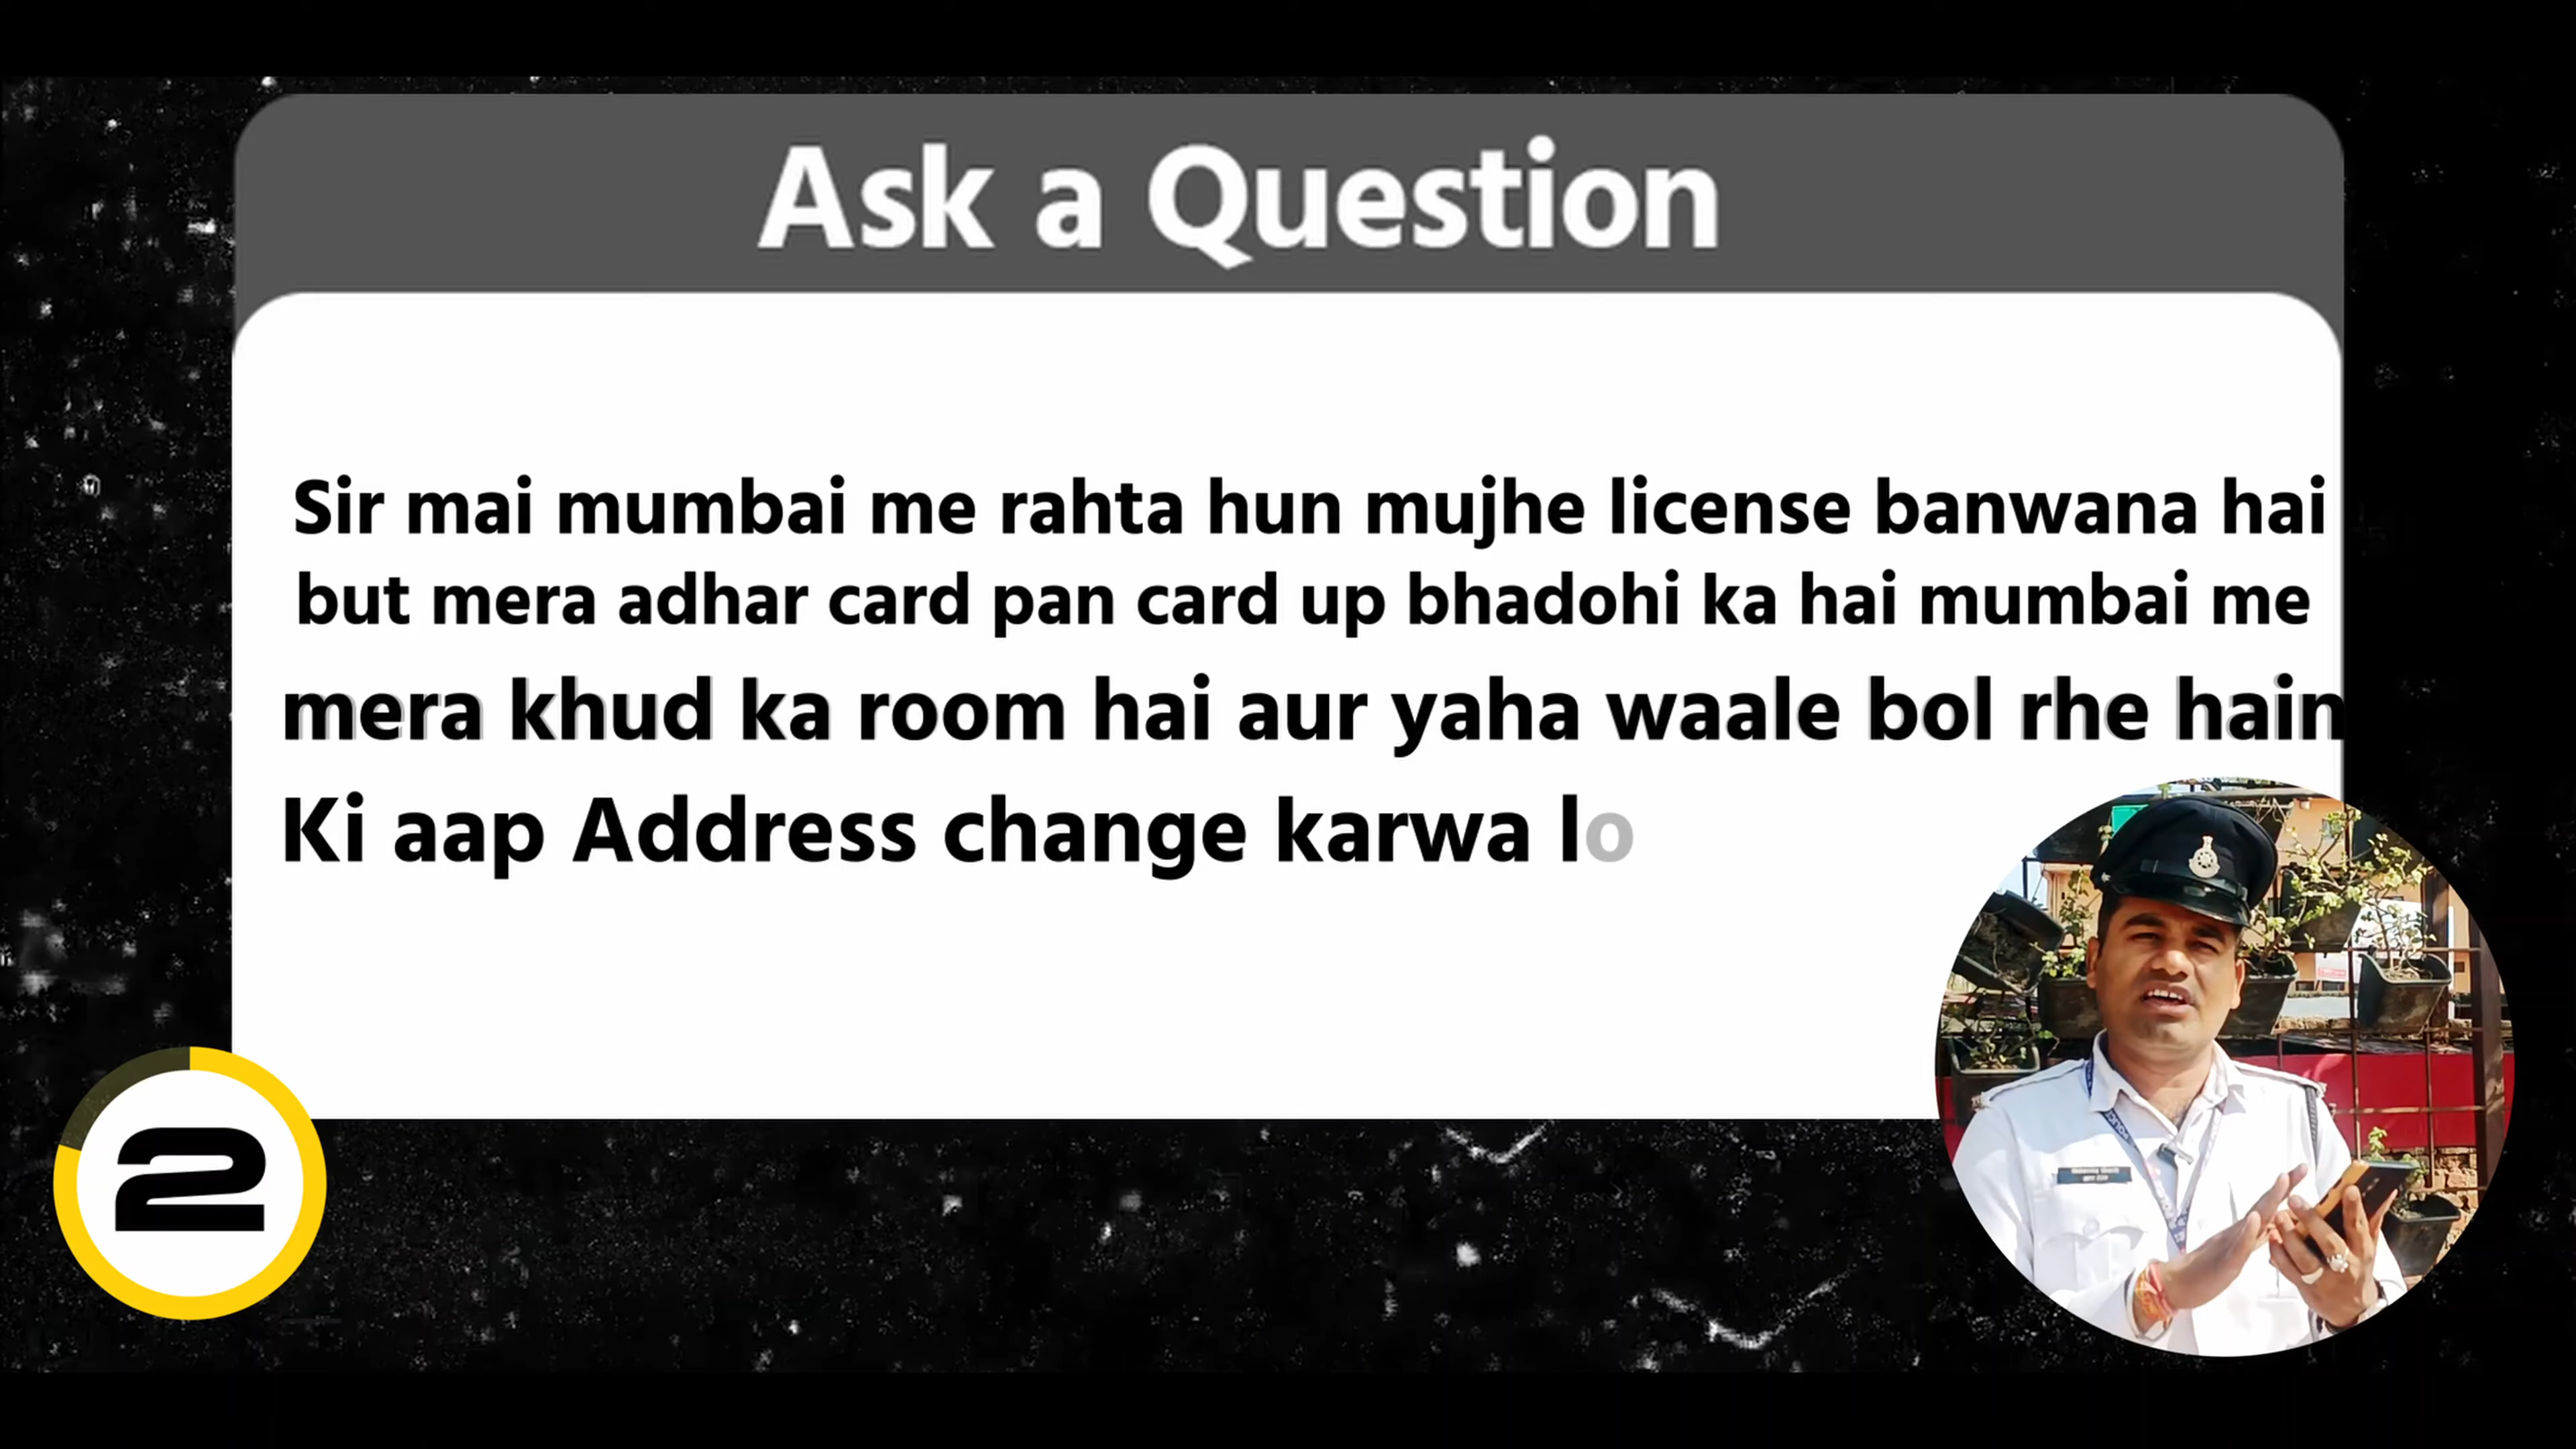 Ask a Question
Sir mai mumbai me rahta hun mujhe license banwana hai
but mera adhar card pan card up bhadohi ka hai mumbai me
mera khud ka room hai aur yaha waale bol rhe hain
Ki aap Address change karwa lo
2